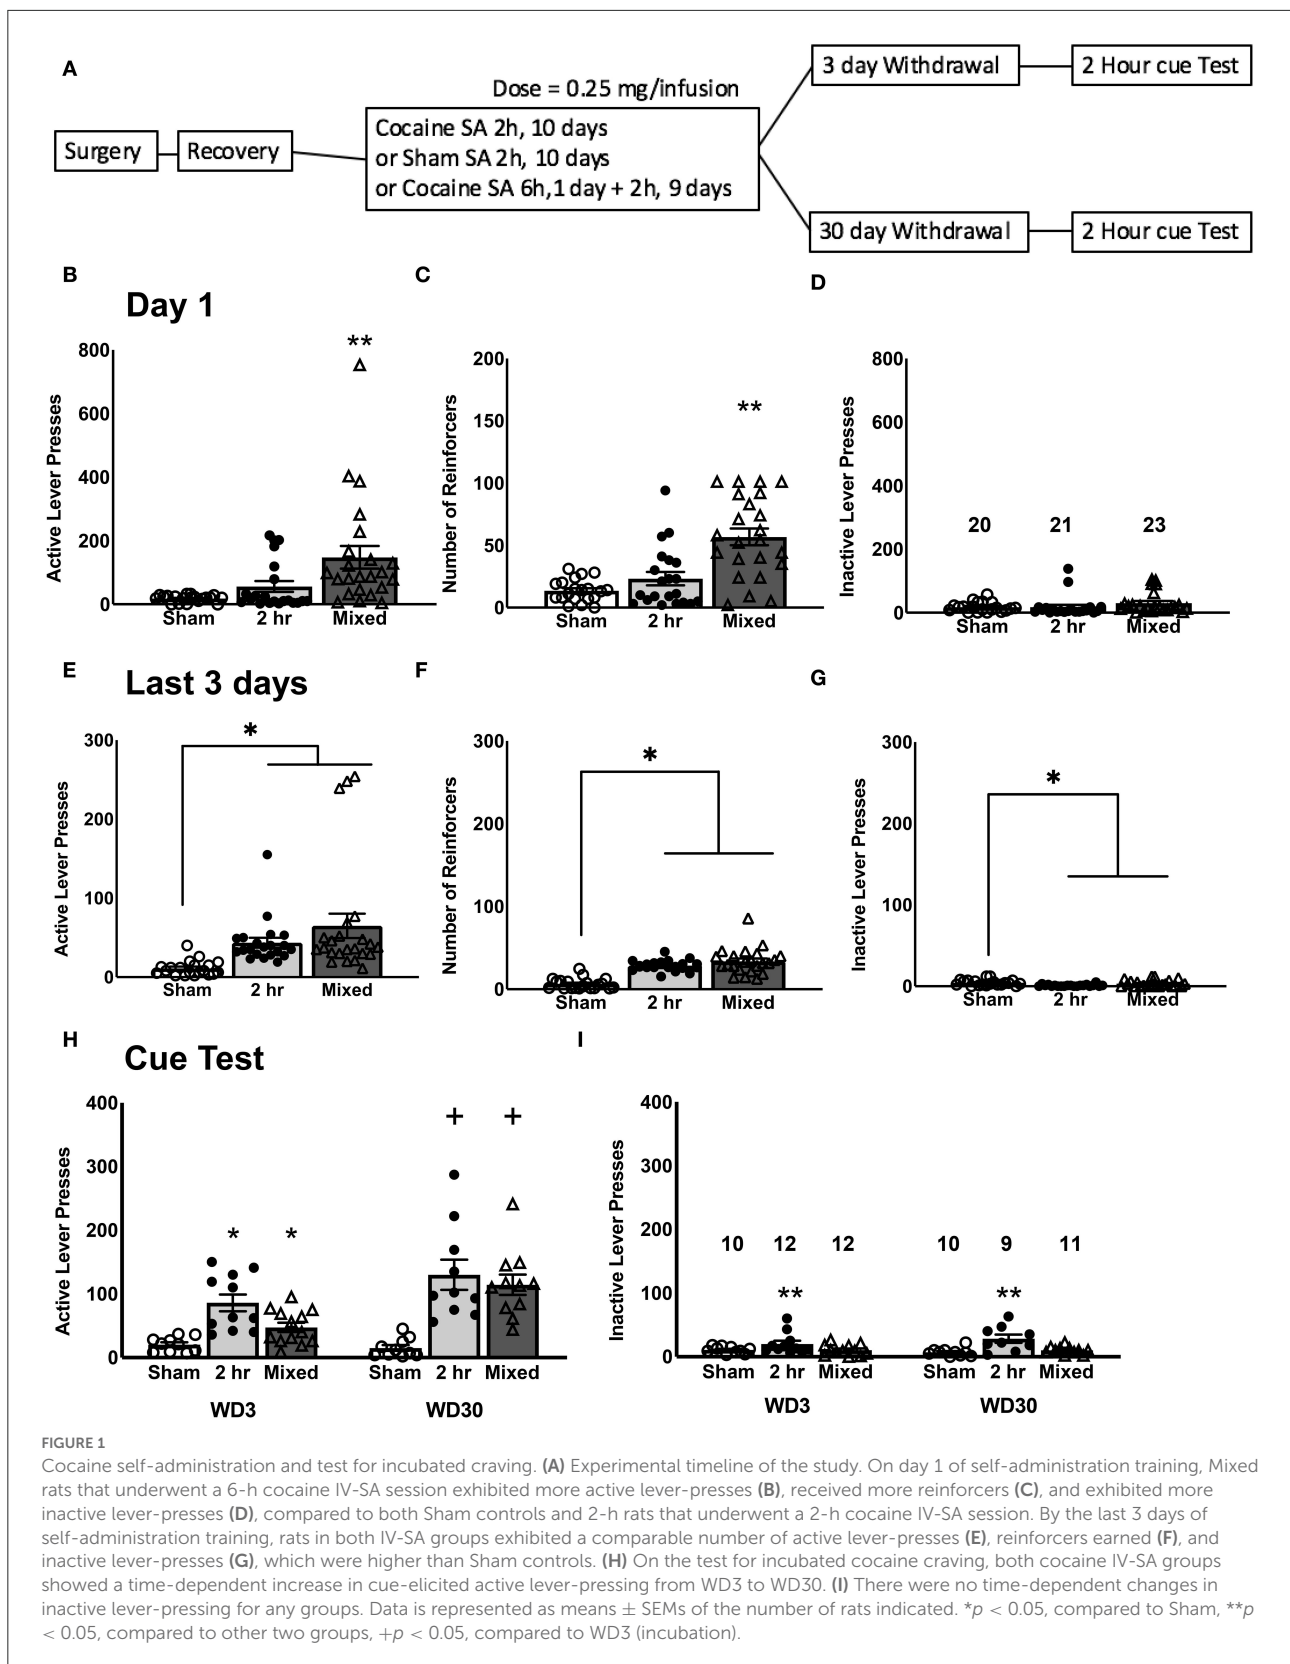 A
Dose = 0.25 mg/infusion
Surgery
Recovery
Cocaine SA 2h, 10 days
or Sham SA 2h, 10 days
or Cocaine SA 6h,1 day + 2h, 9 days
3 day Withdrawal
2 Hour cue Test
30 day Withdrawal
2 Hour cue Test
B
Day 1
Active Lever Presses
800
600
400
200
0
**
Sham
2 hr
Mixed
C
Number of Reinforcers
200
150
100
50
0
**
Sham
2 hr
Mixed
D
Inactive Lever Presses
800
600
400
200
0
20
21
23
Sham
2 hr
Mixed
E
Last 3 days
Active Lever Presses
300
200
100
0
*
Sham
2 hr
Mixed
F
Number of Reinforcers
300
200
100
0
*
Sham
2 hr
Mixed
G
Inactive Lever Presses
300
200
100
0
*
Sham
2 hr
Mixed
H
Cue Test
Active Lever Presses
400
300
200
100
0
*
*
+
+
Sham
2 hr
Mixed
Sham
2 hr
Mixed
WD3
WD30
I
Inactive Lever Presses
400
300
200
100
0
10
12
12
10
9
11
**
**
Sham
2 hr
Mixed
Sham
2 hr
Mixed
WD3
WD30
FIGURE 1
Cocaine self-administration and test for incubated craving. (A) Experimental timeline of the study. On day 1 of self-administration training, Mixed
rats that underwent a 6-h cocaine IV-SA session exhibited more active lever-presses (B), received more reinforcers (C), and exhibited more
inactive lever-presses (D), compared to both Sham controls and 2-h rats that underwent a 2-h cocaine IV-SA session. By the last 3 days of
self-administration training, rats in both IV-SA groups exhibited a comparable number of active lever-presses (E), reinforcers earned (F), and
inactive lever-presses (G), which were higher than Sham controls. (H) On the test for incubated cocaine craving, both cocaine IV-SA groups
showed a time-dependent increase in cue-elicited active lever-pressing from WD3 to WD30. (I) There were no time-dependent changes in
inactive lever-pressing for any groups. Data is represented as means ± SEMs of the number of rats indicated. *p < 0.05, compared to Sham, **p
< 0.05, compared to other two groups, +p < 0.05, compared to WD3 (incubation).